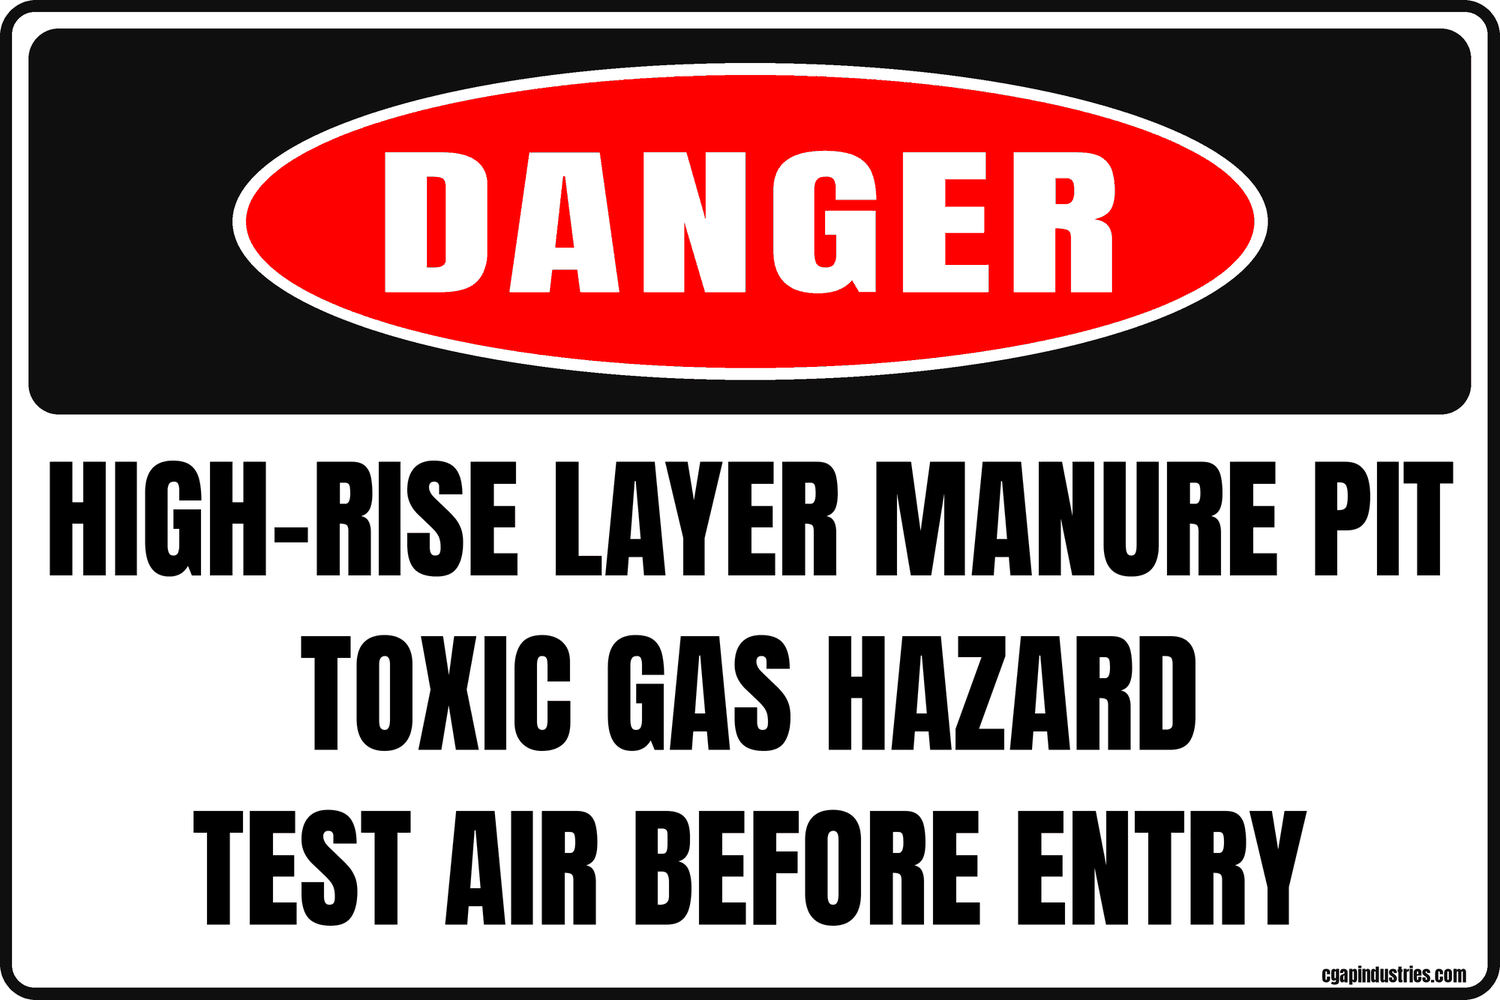 DANGER
HIGH-RISE LAYER MANURE PIT
TOXIC GAS HAZARD
TEST AIR BEFORE ENTRY
cgapindustries.com